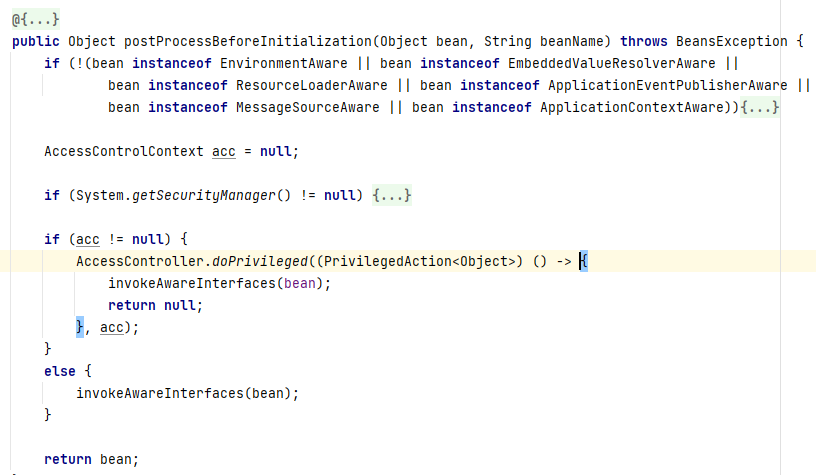 @{...}
public Object postProcessBeforeInitialization(Object bean, String beanName) throws BeansException {
    if (!(bean instanceof EnvironmentAware || bean instanceof EmbeddedValueResolverAware ||
            bean instanceof ResourceLoaderAware || bean instanceof ApplicationEventPublisherAware ||
            bean instanceof MessageSourceAware || bean instanceof ApplicationContextAware)){...}
    AccessControlContext acc = null;
    if (System.getSecurityManager() != null) {...}
    if (acc != null) {
        AccessController.doPrivileged((PrivilegedAction<Object>) () -> {
            invokeAwareInterfaces(bean);
            return null;
        }, acc);
    }
    else {
        invokeAwareInterfaces(bean);
    }
    return bean;